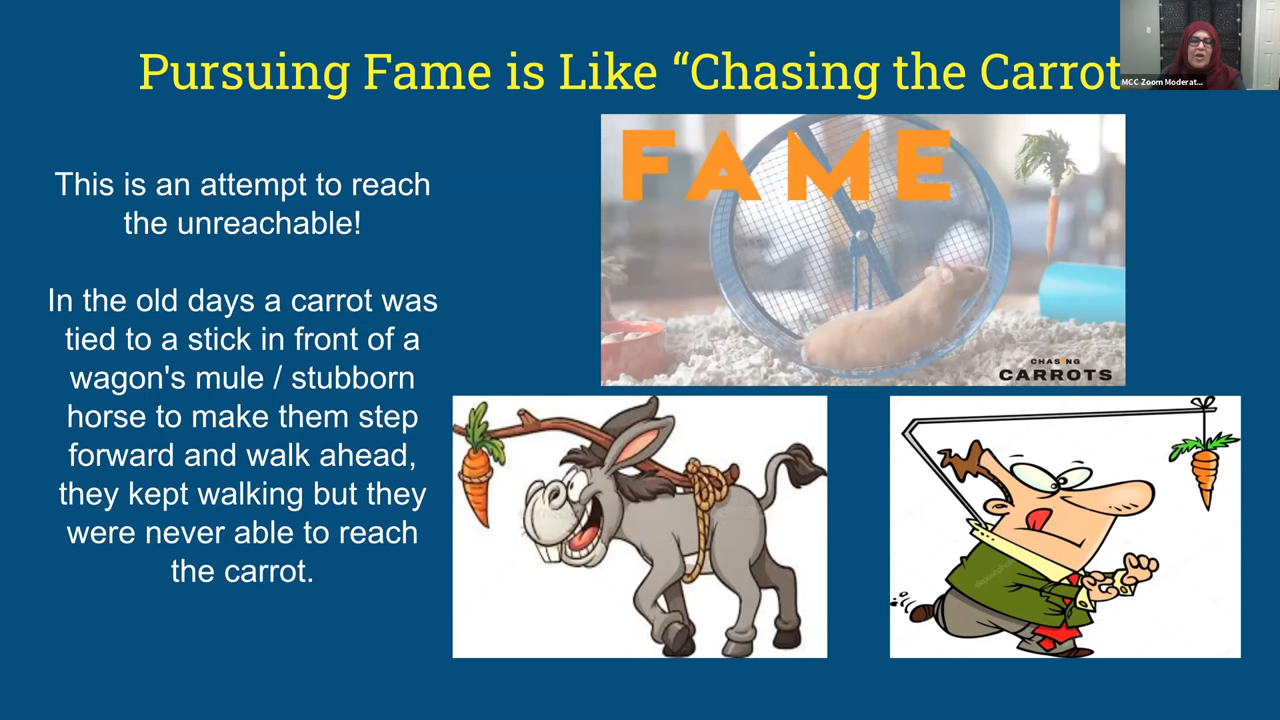 Pursuing Fame is Like “Chasing the Carrot
MCC Zoom Moderat...
This is an attempt to reach
the unreachable!
In the old days a carrot was
tied to a stick in front of a
wagon's mule / stubborn
horse to make them step
forward and walk ahead,
they kept walking but they
were never able to reach
the carrot.
FAME
CHASING
CARROTS